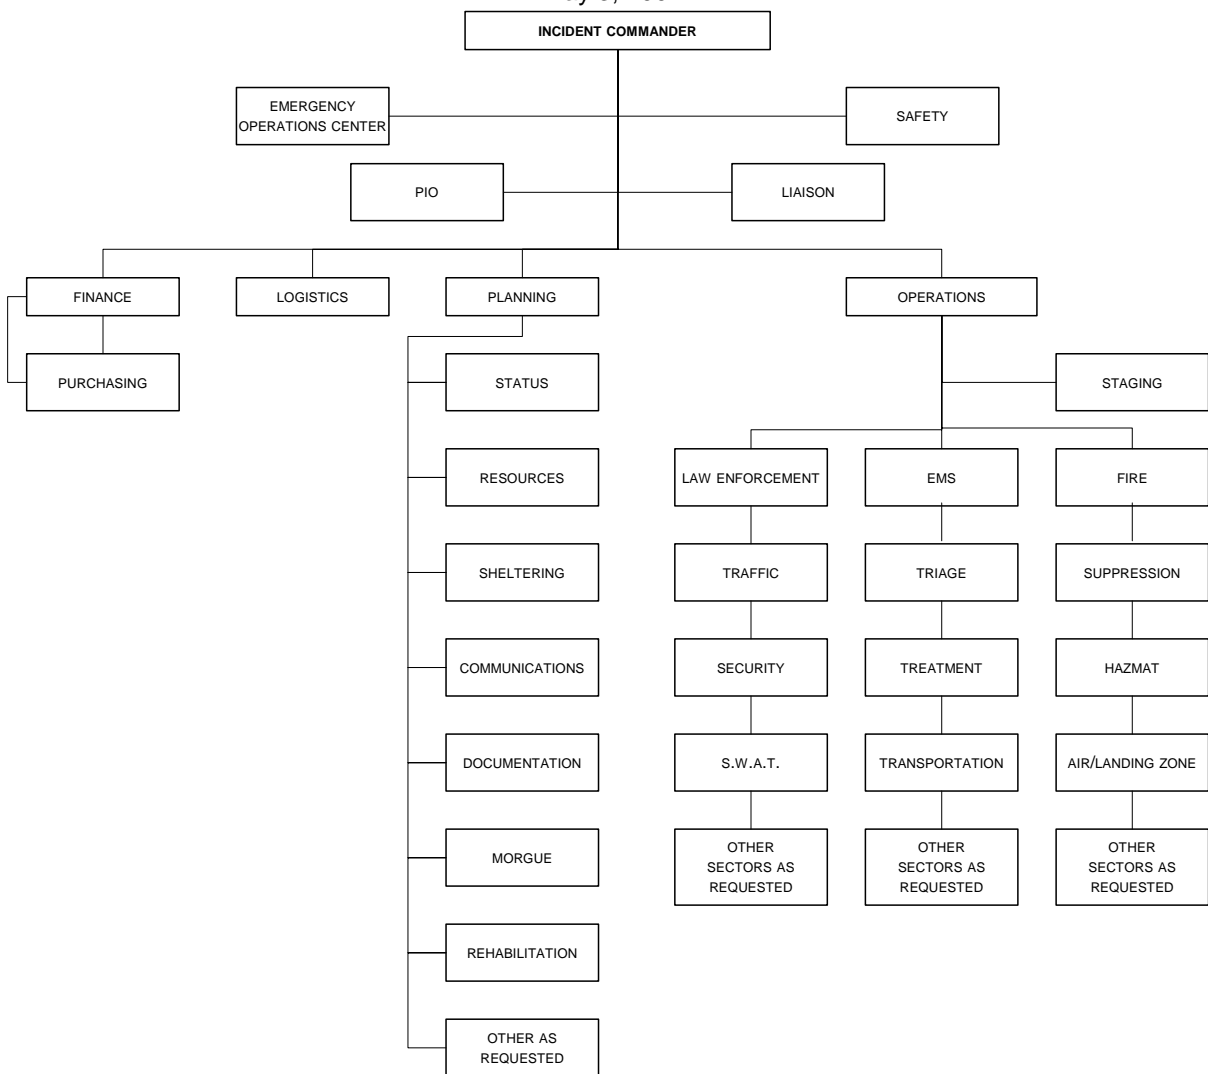 INCIDENT COMMANDER
EMERGENCY
OPERATIONS CENTER
SAFETY
PIO
LIAISON
FINANCE
LOGISTICS
PLANNING
OPERATIONS
PURCHASING
STATUS
STAGING
RESOURCES
LAW ENFORCEMENT
EMS
FIRE
SHELTERING
TRAFFIC
TRIAGE
SUPPRESSION
COMMUNICATIONS
SECURITY
TREATMENT
HAZMAT
DOCUMENTATION
S.W.A.T.
TRANSPORTATION
AIR/LANDING ZONE
MORGUE
OTHER
SECTORS AS
REQUESTED
OTHER
SECTORS AS
REQUESTED
OTHER
SECTORS AS
REQUESTED
REHABILITATION
OTHER AS
REQUESTED